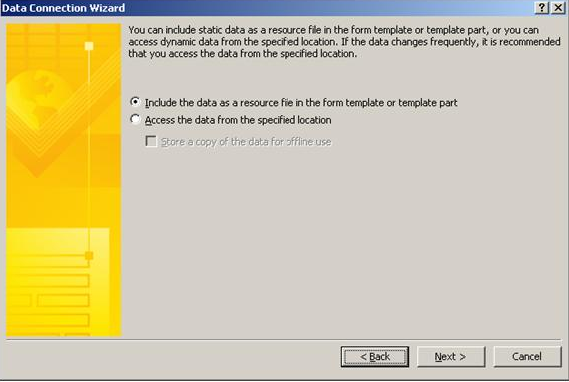 Data Connection Wizard
You can include static data as a resource file in the form template or template part, or you can
access dynamic data from the specified location. If the data changes frequently, it is recommended
that you access the data from the specified location.
Include the data as a resource file in the form template or template part
Access the data from the specified location
Store a copy of the data for offline use
< Back Next > Cancel